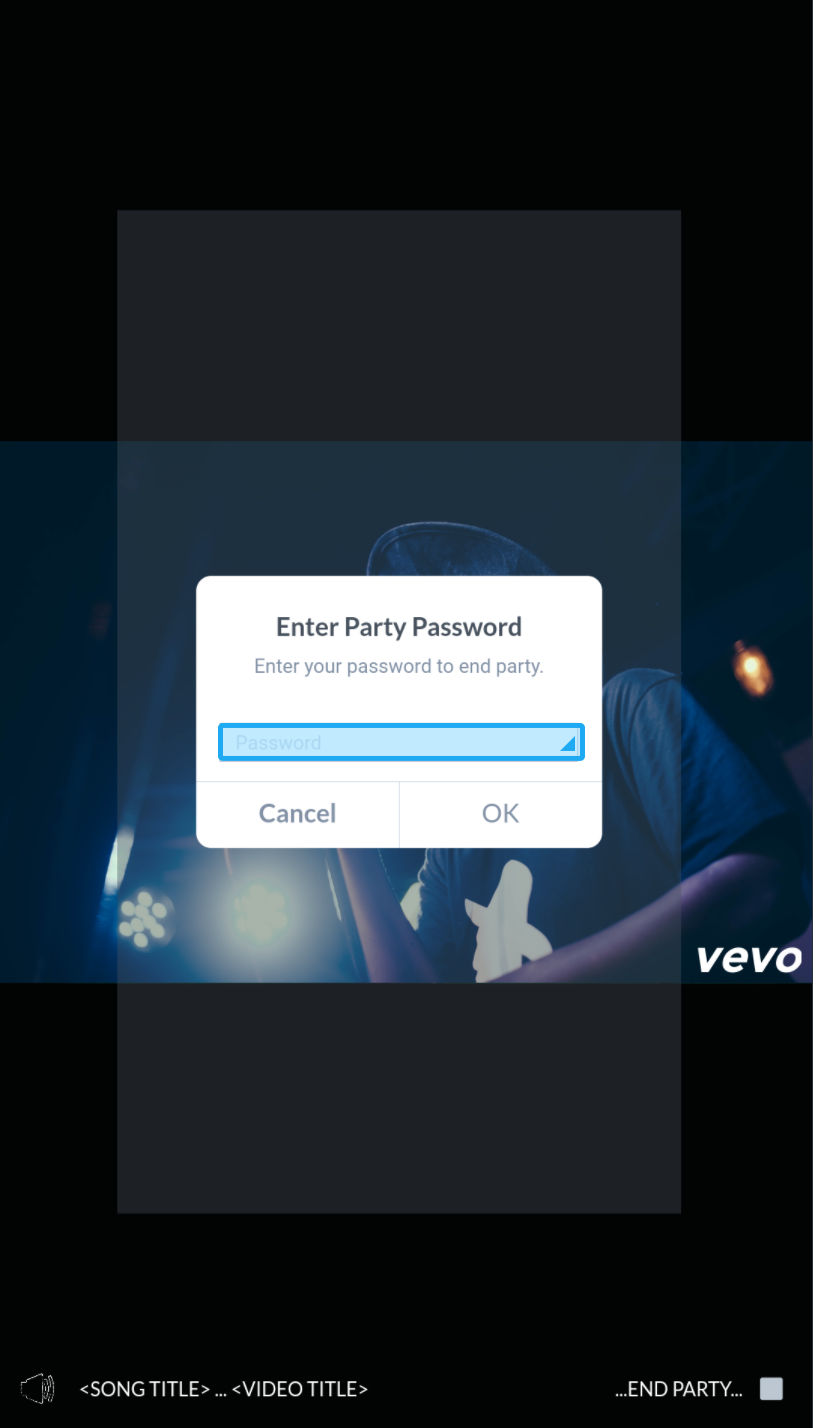 Enter Party Password
Enter your password to end party.
Password
Cancel OK
vevo
<SONG TITLE> ... <VIDEO TITLE> ...END PARTY...